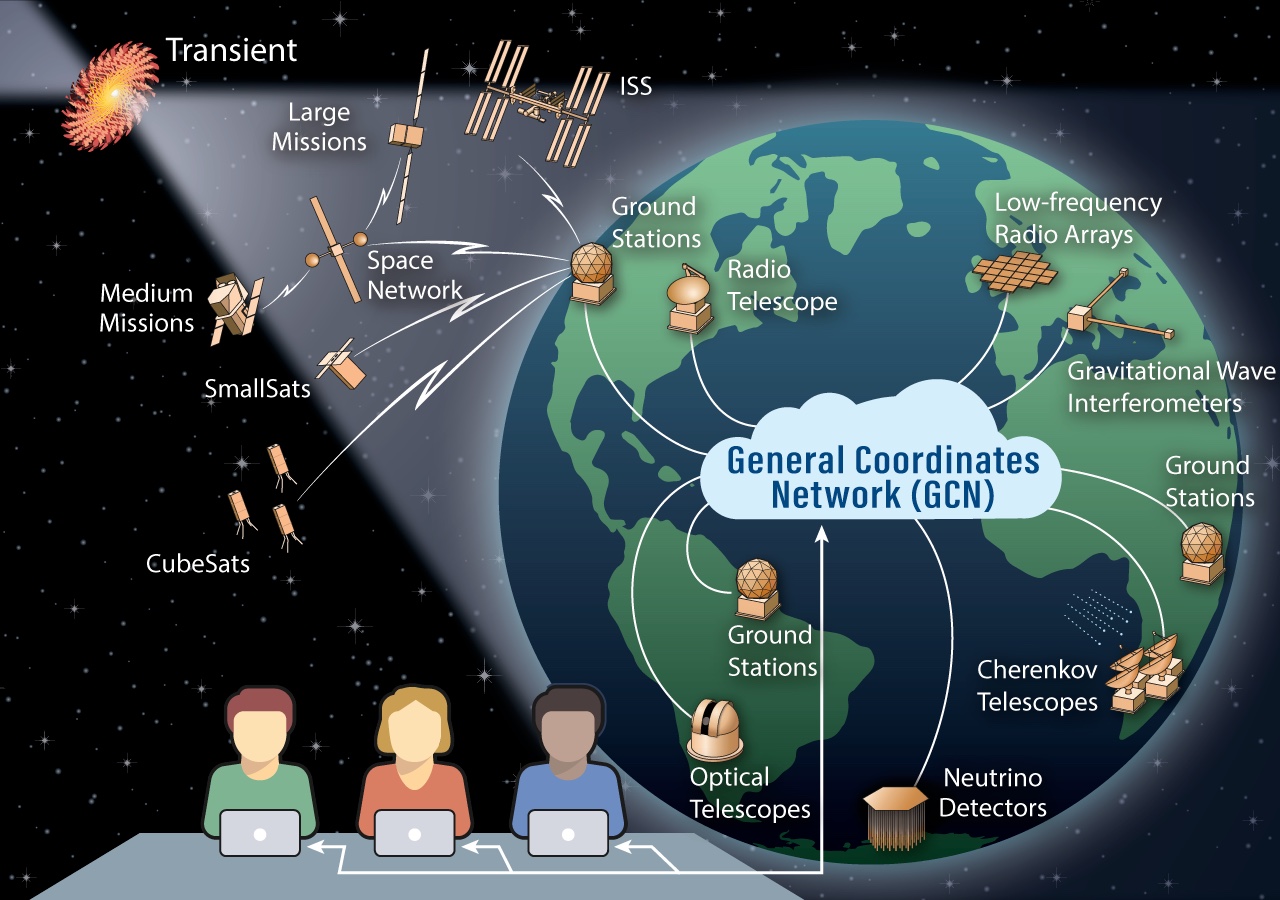 Transient
Large
Missions
ISS
Ground
Stations
Low-frequency
Radio Arrays
Space
Network
Radio
Telescope
Medium
Missions
SmallSats
Gravitational Wave
Interferometers
General Coordinates
Network (GCN)
Ground
Stations
CubeSats
Ground
Stations
Cherenkov
Telescopes
Optical
Telescopes
Neutrino
Detectors